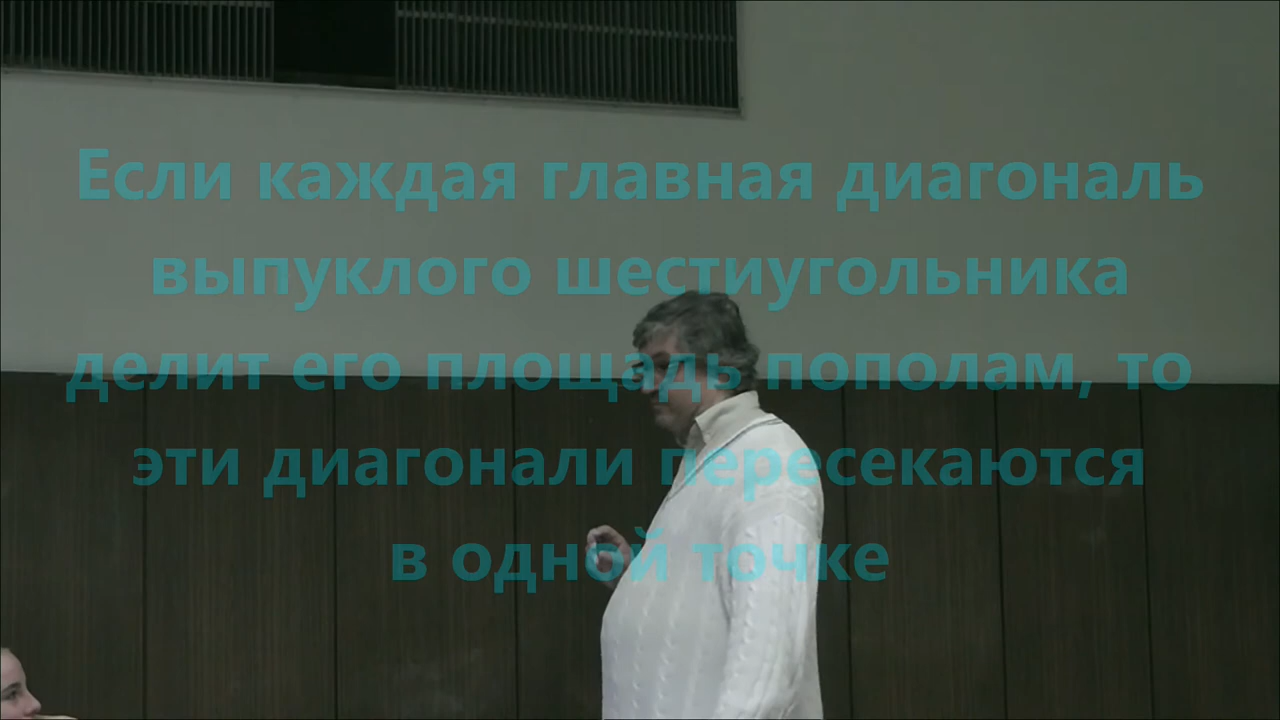 Если каждая главная диагональ
выпуклого шестиугольника
делит его площадь пополам, то
эти диагонали пересекаются
в одной точке